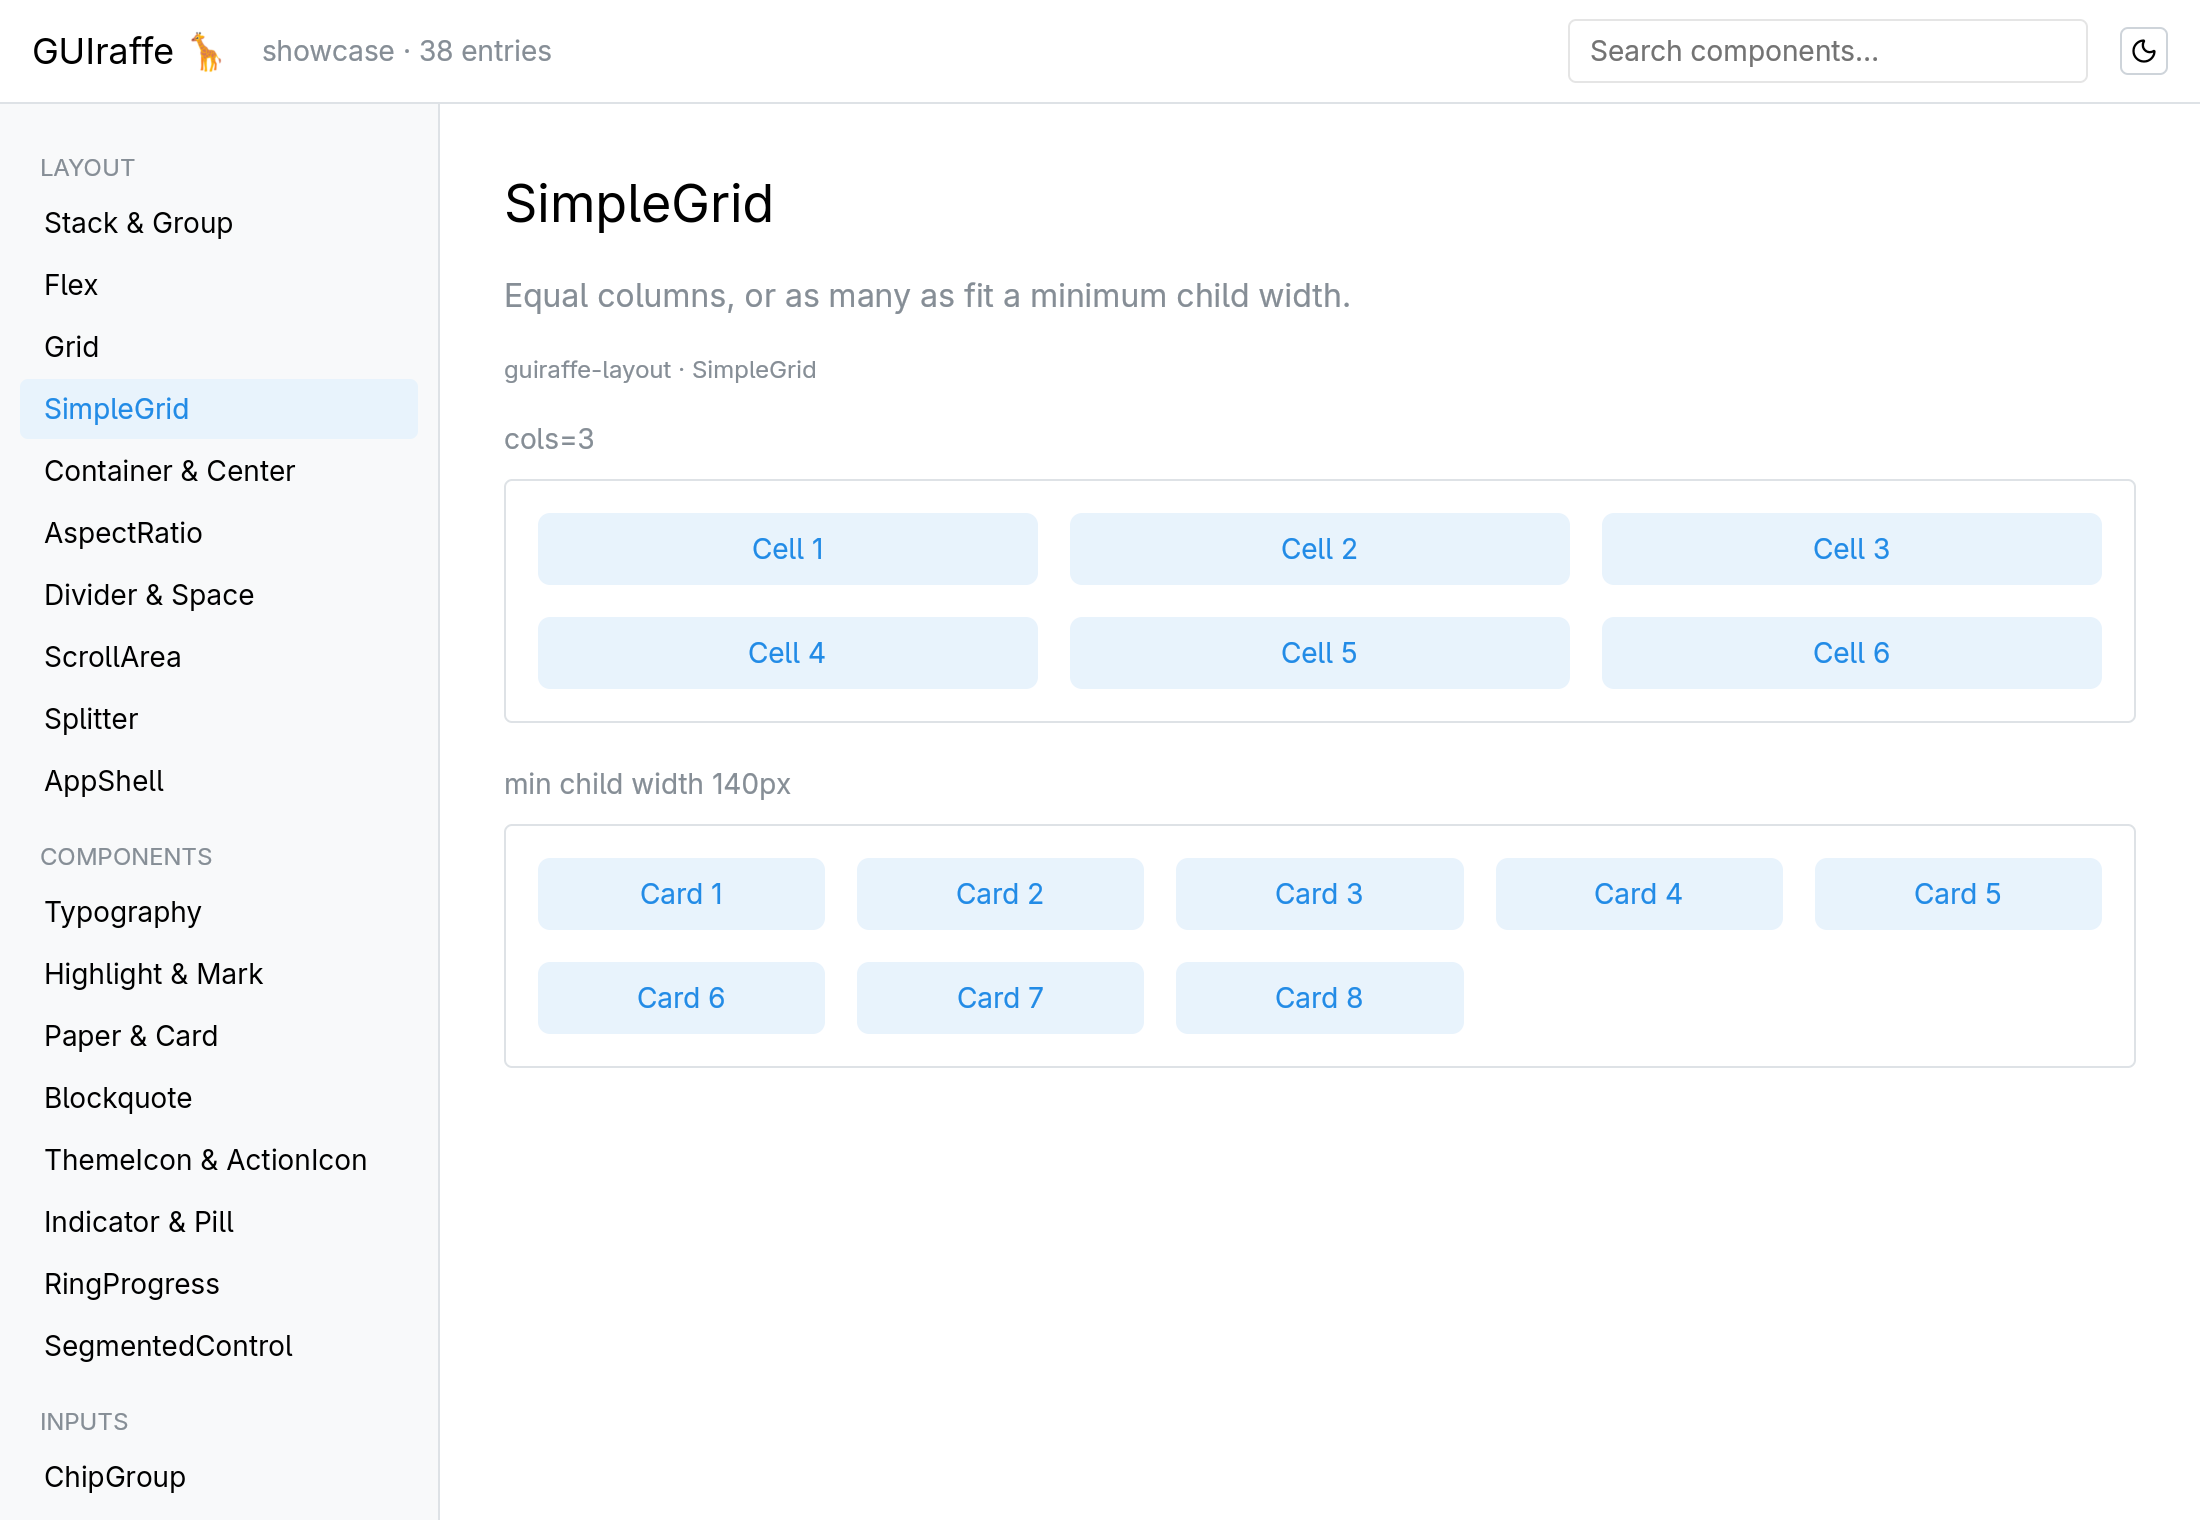 GUIraffe 🦒 showcase · 38 entries Search components...
LAYOUT
Stack & Group
Flex
Grid
SimpleGrid
Container & Center
AspectRatio
Divider & Space
ScrollArea
Splitter
AppShell
COMPONENTS
Typography
Highlight & Mark
Paper & Card
Blockquote
ThemeIcon & ActionIcon
Indicator & Pill
RingProgress
SegmentedControl
INPUTS
ChipGroup
SimpleGrid
Equal columns, or as many as fit a minimum child width.
guiraffe-layout · SimpleGrid
cols=3
Cell 1 Cell 2 Cell 3
Cell 4 Cell 5 Cell 6
min child width 140px
Card 1 Card 2 Card 3 Card 4 Card 5
Card 6 Card 7 Card 8